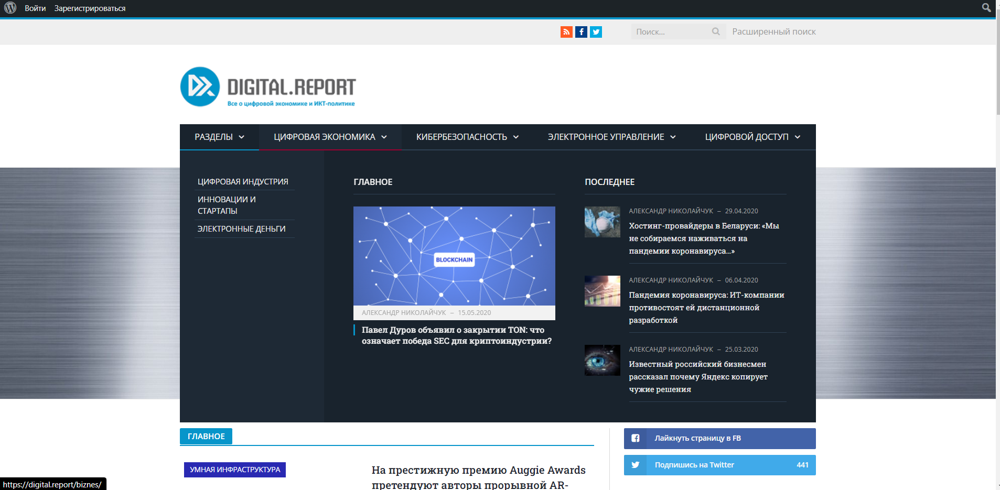 Войти Зарегистрироваться
Поиск... Расширенный поиск
DIGITAL.REPORT
Все о цифровой экономике и ИКТ-политике
РАЗДЕЛЫ ЦИФРОВАЯ ЭКОНОМИКА КИБЕРБЕЗОПАСНОСТЬ ЭЛЕКТРОННОЕ УПРАВЛЕНИЕ ЦИФРОВОЙ ДОСТУП
ЦИФРОВАЯ ИНДУСТРИЯ
ИННОВАЦИИ И
СТАРТАПЫ
ЭЛЕКТРОННЫЕ ДЕНЬГИ
ГЛАВНОЕ
BLOCKCHAIN
АЛЕКСАНДР НИКОЛАЙЧУК – 15.05.2020
Павел Дуров объявил о закрытии TON: что
означает победа SEC для криптоиндустрии?
ПОСЛЕДНЕЕ
АЛЕКСАНДР НИКОЛАЙЧУК – 29.04.2020
Хостинг-провайдеры в Беларуси: «Мы
не собираемся наживаться на
пандемии коронавируса...»
АЛЕКСАНДР НИКОЛАЙЧУК – 06.04.2020
Пандемия коронавируса: ИТ-компании
противостоят ей дистанционной
разработкой
АЛЕКСАНДР НИКОЛАЙЧУК – 25.03.2020
Известный российский бизнесмен
рассказал почему Яндекс копирует
чужие решения
ГЛАВНОЕ
УМНАЯ ИНФРАСТРУКТУРА
На престижную премию Auggie Awards
претендуют авторы прорывной AR-
Лайкнуть страницу в FB
Подпишись на Twitter 441
https://digital.report/biznes/